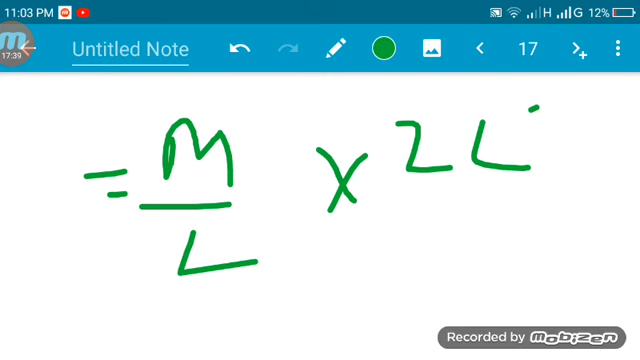 11:03 PM H G 12%
17:39 Untitled Note 17
= M/L × 2L
Recorded by mobizen